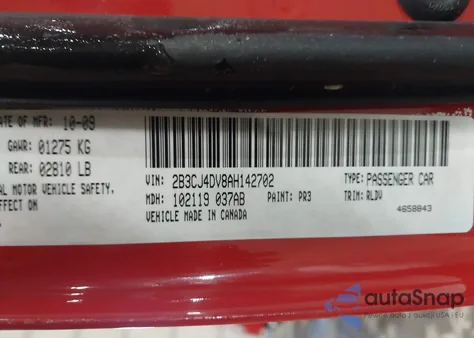 ATE OF MFR: 10-09
GAWR: 01275 KG
REAR: 02810 LB
AL MOTOR VEHICLE SAFETY,
FFECT ON
VIN: 2B3CJ4DV8AH142702
TYPE: PASSENGER CAR
MDH: 102119 037AB
PAINT: PR3
TRIM: RLDV
VEHICLE MADE IN CANADA
4658843
autoSnap